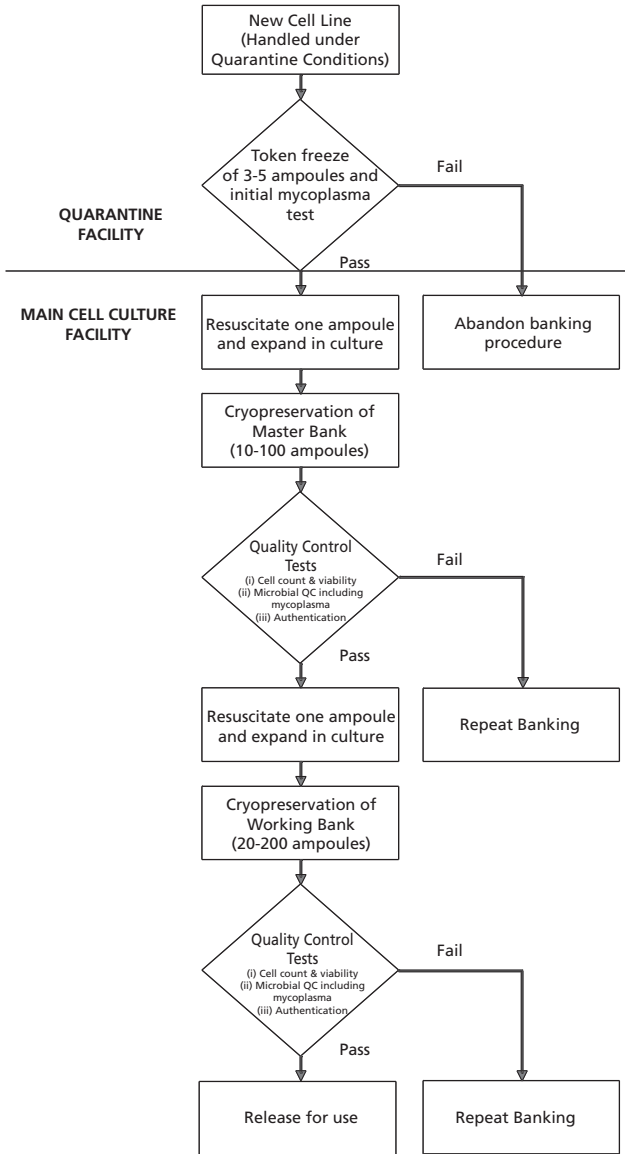 New Cell Line
(Handled under
Quarantine Conditions)
Token freeze
of 3-5 ampoules and
initial mycoplasma
test
Fail
QUARANTINE
FACILITY
Pass
MAIN CELL CULTURE
FACILITY
Resuscitate one ampoule
and expand in culture
Abandon banking
procedure
Cryopreservation of
Master Bank
(10-100 ampoules)
Quality Control
Tests
(i) Cell count & viability
(ii) Microbial QC including
mycoplasma
(iii) Authentication
Fail
Pass
Resuscitate one ampoule
and expand in culture
Repeat Banking
Cryopreservation of
Working Bank
(20-200 ampoules)
Quality Control
Tests
(i) Cell count & viability
(ii) Microbial QC including
mycoplasma
(iii) Authentication
Fail
Pass
Release for use
Repeat Banking